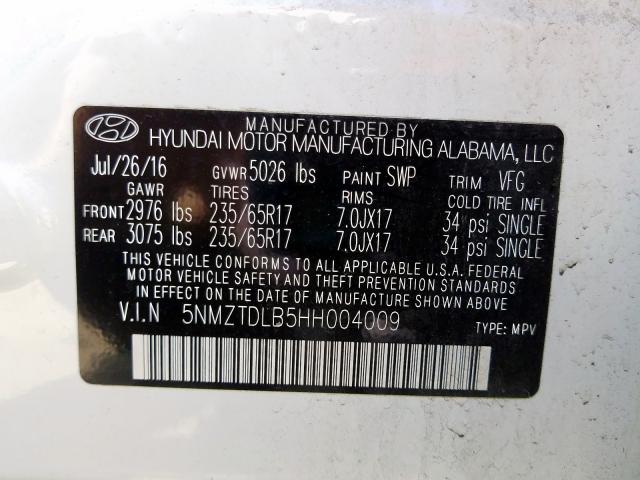 MANUFACTURED BY
HYUNDAI MOTOR MANUFACTURING ALABAMA, LLC
Jul/26/16 GVWR 5026 lbs PAINT SWP TRIM VFG
GAWR TIRES RIMS COLD TIRE INFL
FRONT 2976 lbs 235/65R17 7.0JX17 34 psi SINGLE
REAR 3075 lbs 235/65R17 7.0JX17 34 psi SINGLE
THIS VEHICLE CONFORMS TO ALL APPLICABLE U.S.A. FEDERAL
MOTOR VEHICLE SAFETY AND THEFT PREVENTION STANDARDS
IN EFFECT ON THE DATE OF MANUFACTURE SHOWN ABOVE.
V.I.N 5NMZTDLB5HH004009 TYPE: MPV